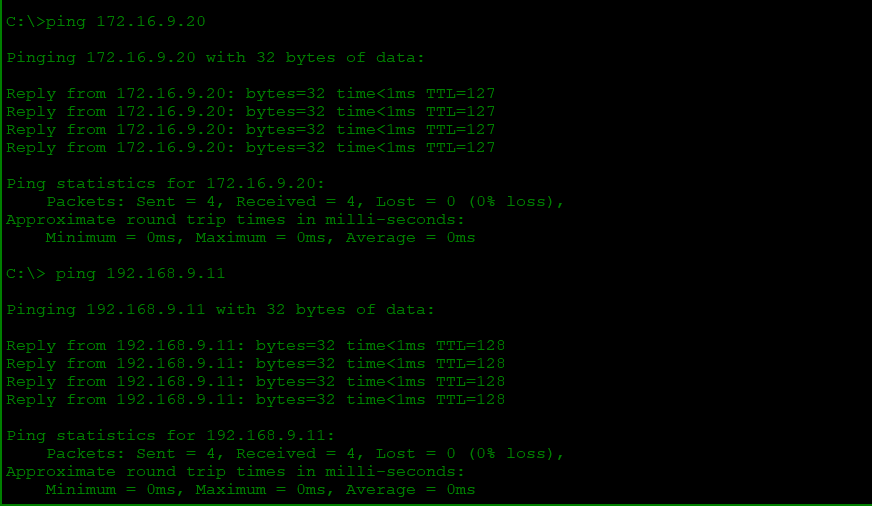 C:\>ping 172.16.9.20
Pinging 172.16.9.20 with 32 bytes of data:
Reply from 172.16.9.20: bytes=32 time<1ms TTL=127
Reply from 172.16.9.20: bytes=32 time<1ms TTL=127
Reply from 172.16.9.20: bytes=32 time<1ms TTL=127
Reply from 172.16.9.20: bytes=32 time<1ms TTL=127
Ping statistics for 172.16.9.20:
    Packets: Sent = 4, Received = 4, Lost = 0 (0% loss),
Approximate round trip times in milli-seconds:
    Minimum = 0ms, Maximum = 0ms, Average = 0ms
C:\> ping 192.168.9.11
Pinging 192.168.9.11 with 32 bytes of data:
Reply from 192.168.9.11: bytes=32 time<1ms TTL=128
Reply from 192.168.9.11: bytes=32 time<1ms TTL=128
Reply from 192.168.9.11: bytes=32 time<1ms TTL=128
Reply from 192.168.9.11: bytes=32 time<1ms TTL=128
Ping statistics for 192.168.9.11:
    Packets: Sent = 4, Received = 4, Lost = 0 (0% loss),
Approximate round trip times in milli-seconds:
    Minimum = 0ms, Maximum = 0ms, Average = 0ms